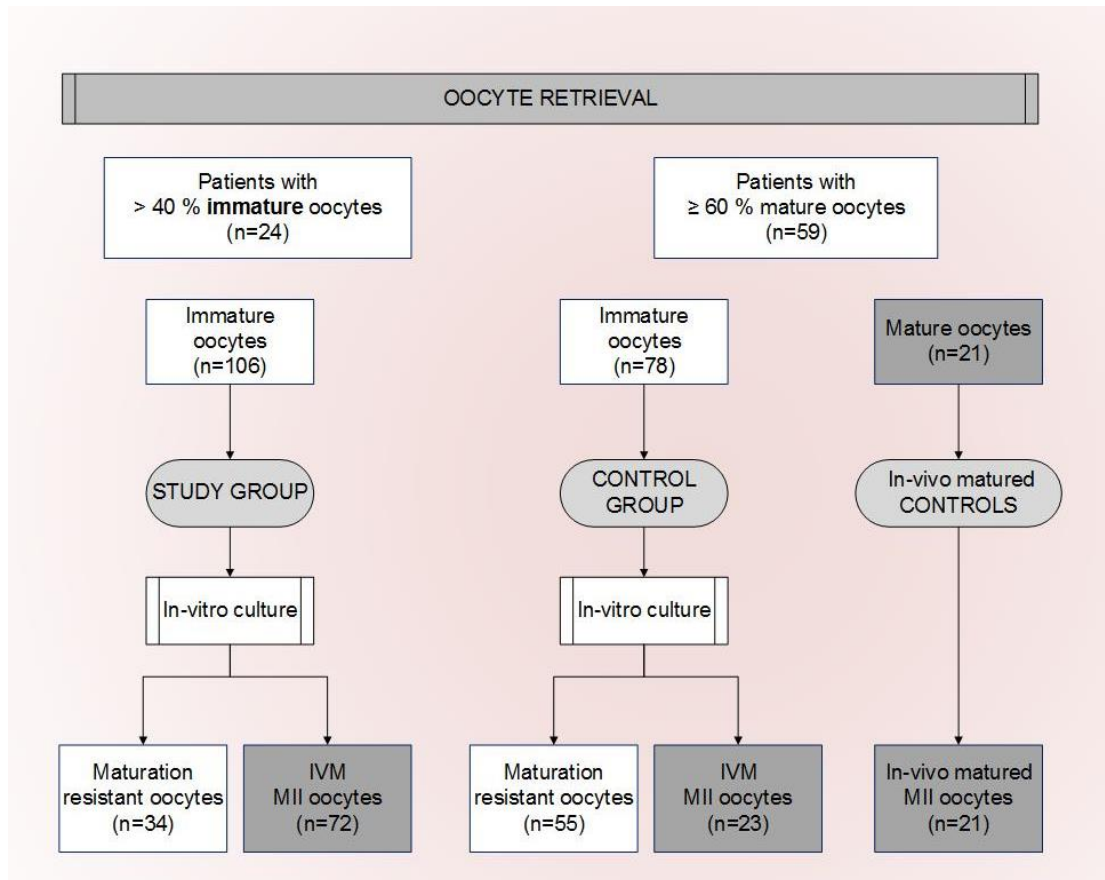 OOCYTE RETRIEVAL
Patients with
> 40 % immature oocytes
(n=24)
Patients with
≥ 60 % mature oocytes
(n=59)
Immature
oocytes
(n=106)
Immature
oocytes
(n=78)
Mature oocytes
(n=21)
STUDY GROUP
CONTROL
GROUP
In-vivo matured
CONTROLS
In-vitro culture
In-vitro culture
Maturation
resistant oocytes
(n=34)
IVM
MII oocytes
(n=72)
Maturation
resistant oocytes
(n=55)
IVM
MII oocytes
(n=23)
In-vivo matured
MII oocytes
(n=21)